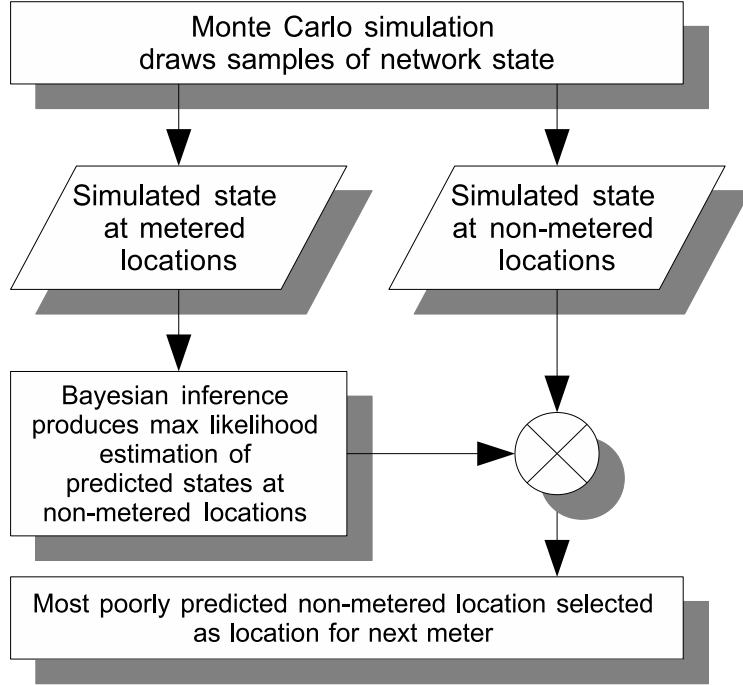 Monte Carlo simulation
draws samples of network state
Simulated state
at metered
locations
Simulated state
at non-metered
locations
Bayesian inference
produces max likelihood
estimation of
predicted states at
non-metered locations
Most poorly predicted non-metered location selected
as location for next meter